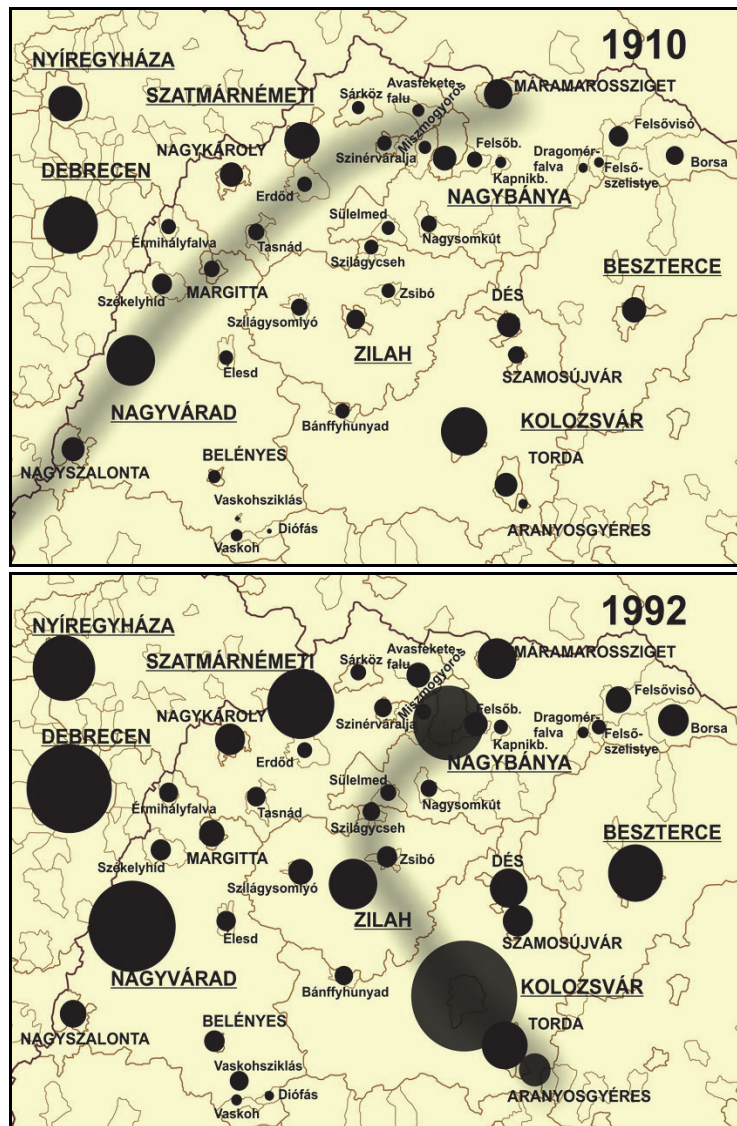 1910
NYÍREGYHÁZA
SZATMÁRNÉMETI
Sárköz
Avasfekete-
falu
MÁRAMAROSSZIGET
Miszmogyórós
Felsővisó
DEBRECEN
NAGYKÁROLY
Szinérváralja
Felsőb.
Kapnikb.
Dragomér-
falva
Felső-
szelistye
Borsa
Erdőd
NAGYBÁNYA
Érmihályfalva
Tasnád
Sülelmed
Nagysomkút
Szilágycseh
BESZTERCE
Székelyhíd
MARGITTA
Szilágysomlyó
Zsibó
DÉS
ZILAH
Élesd
SZAMOSÚJVÁR
NAGYVÁRAD
Bánffyhunyad
KOLOZSVÁR
NAGYSZALONTA
BELÉNYES
TORDA
Vaskohsziklás
Diófás
Vaskoh
ARANYOSGYÉRES
1992
NYÍREGYHÁZA
SZATMÁRNÉMETI
Sárköz
Avasfekete-
falu
MÁRAMAROSSZIGET
Miszmogyórós
Felsővisó
DEBRECEN
NAGYKÁROLY
Szinérváralja
Felsőb.
Kapnikb.
Dragomér-
falva
Felső-
szelistye
Borsa
Erdőd
NAGYBÁNYA
Érmihályfalva
Tasnád
Sülelmed
Nagysomkút
Szilágycseh
BESZTERCE
Székelyhíd
MARGITTA
Szilágysomlyó
Zsibó
DÉS
ZILAH
Élesd
SZAMOSÚJVÁR
NAGYVÁRAD
Bánffyhunyad
KOLOZSVÁR
NAGYSZALONTA
BELÉNYES
TORDA
Vaskohsziklás
Diófás
Vaskoh
ARANYOSGYÉRES